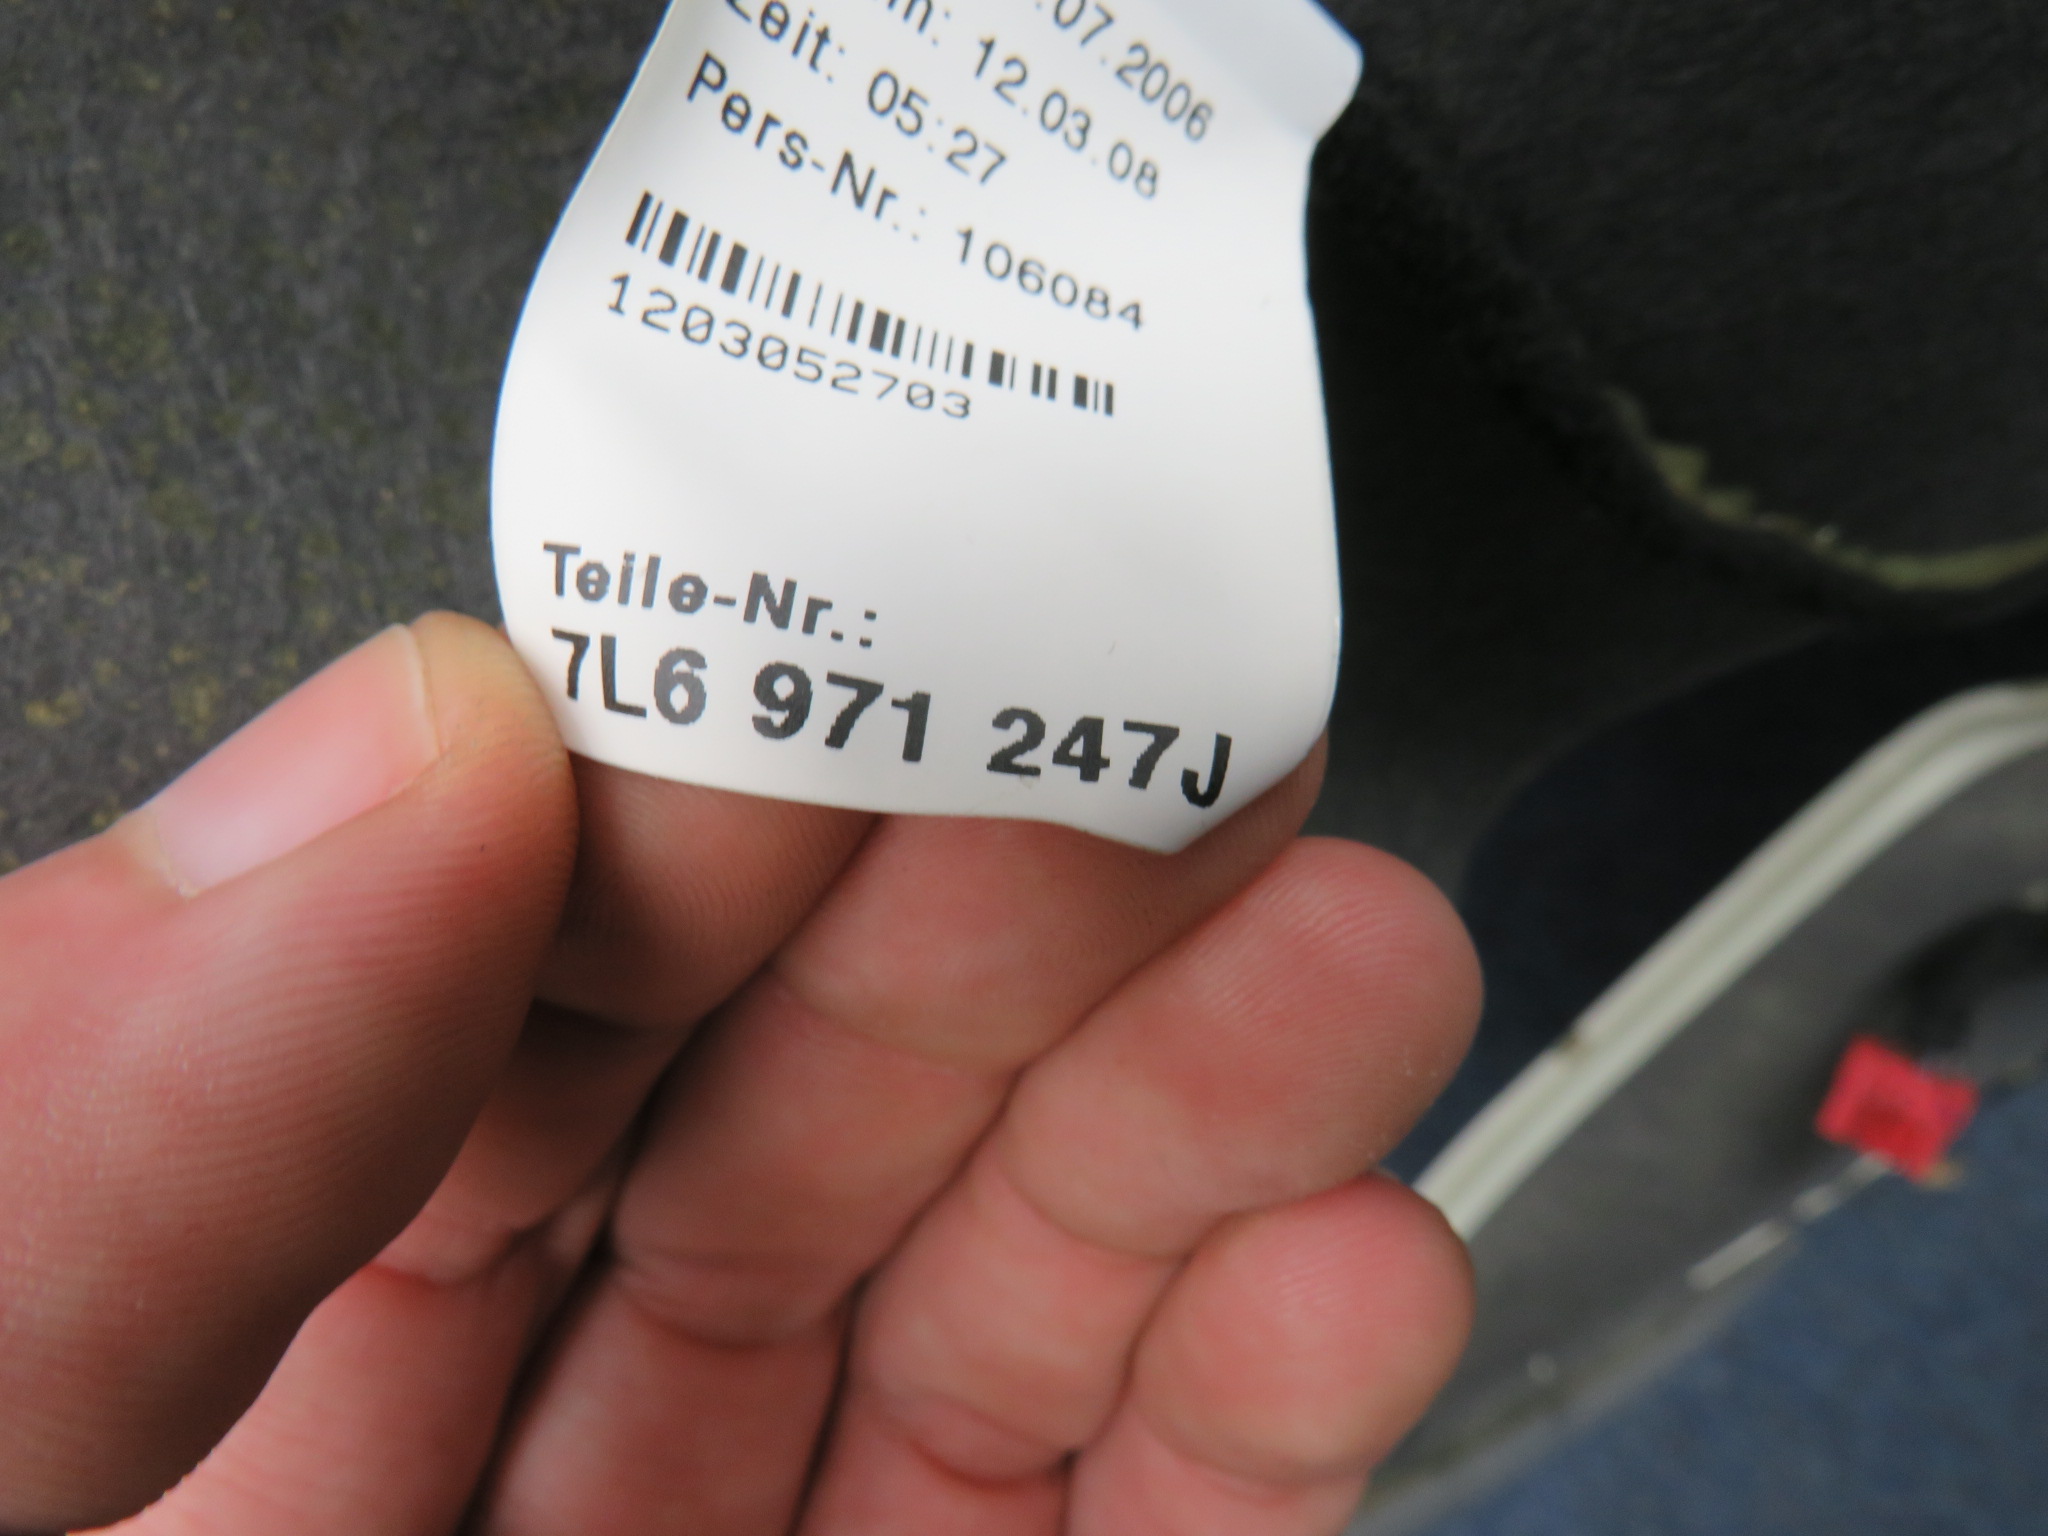 .07.2006
m: 12.03.08
Zeit: 05:27
Pers-Nr.: 106084
1203052703
Teile-Nr.:
7L6 971 247J